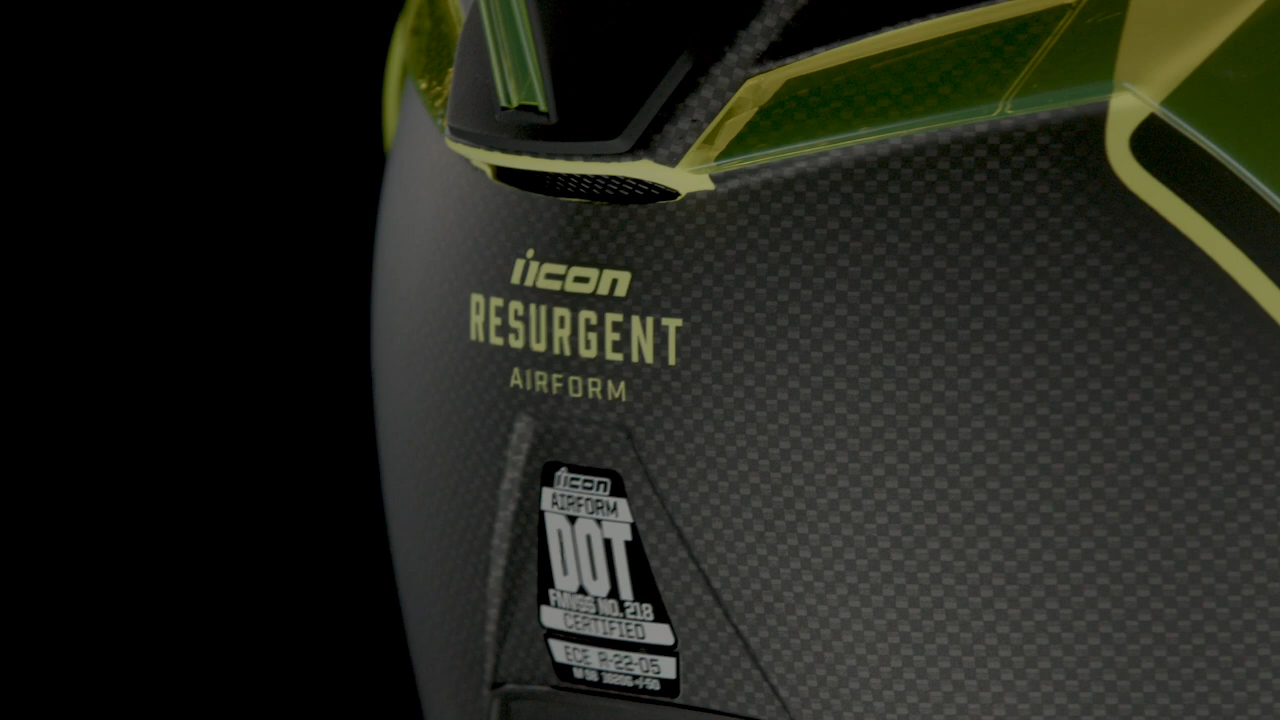 icon
RESURGENT
AIRFORM
icon
AIRFORM
DOT
FMVSS NO. 218
CERTIFIED
ECE R-22-05